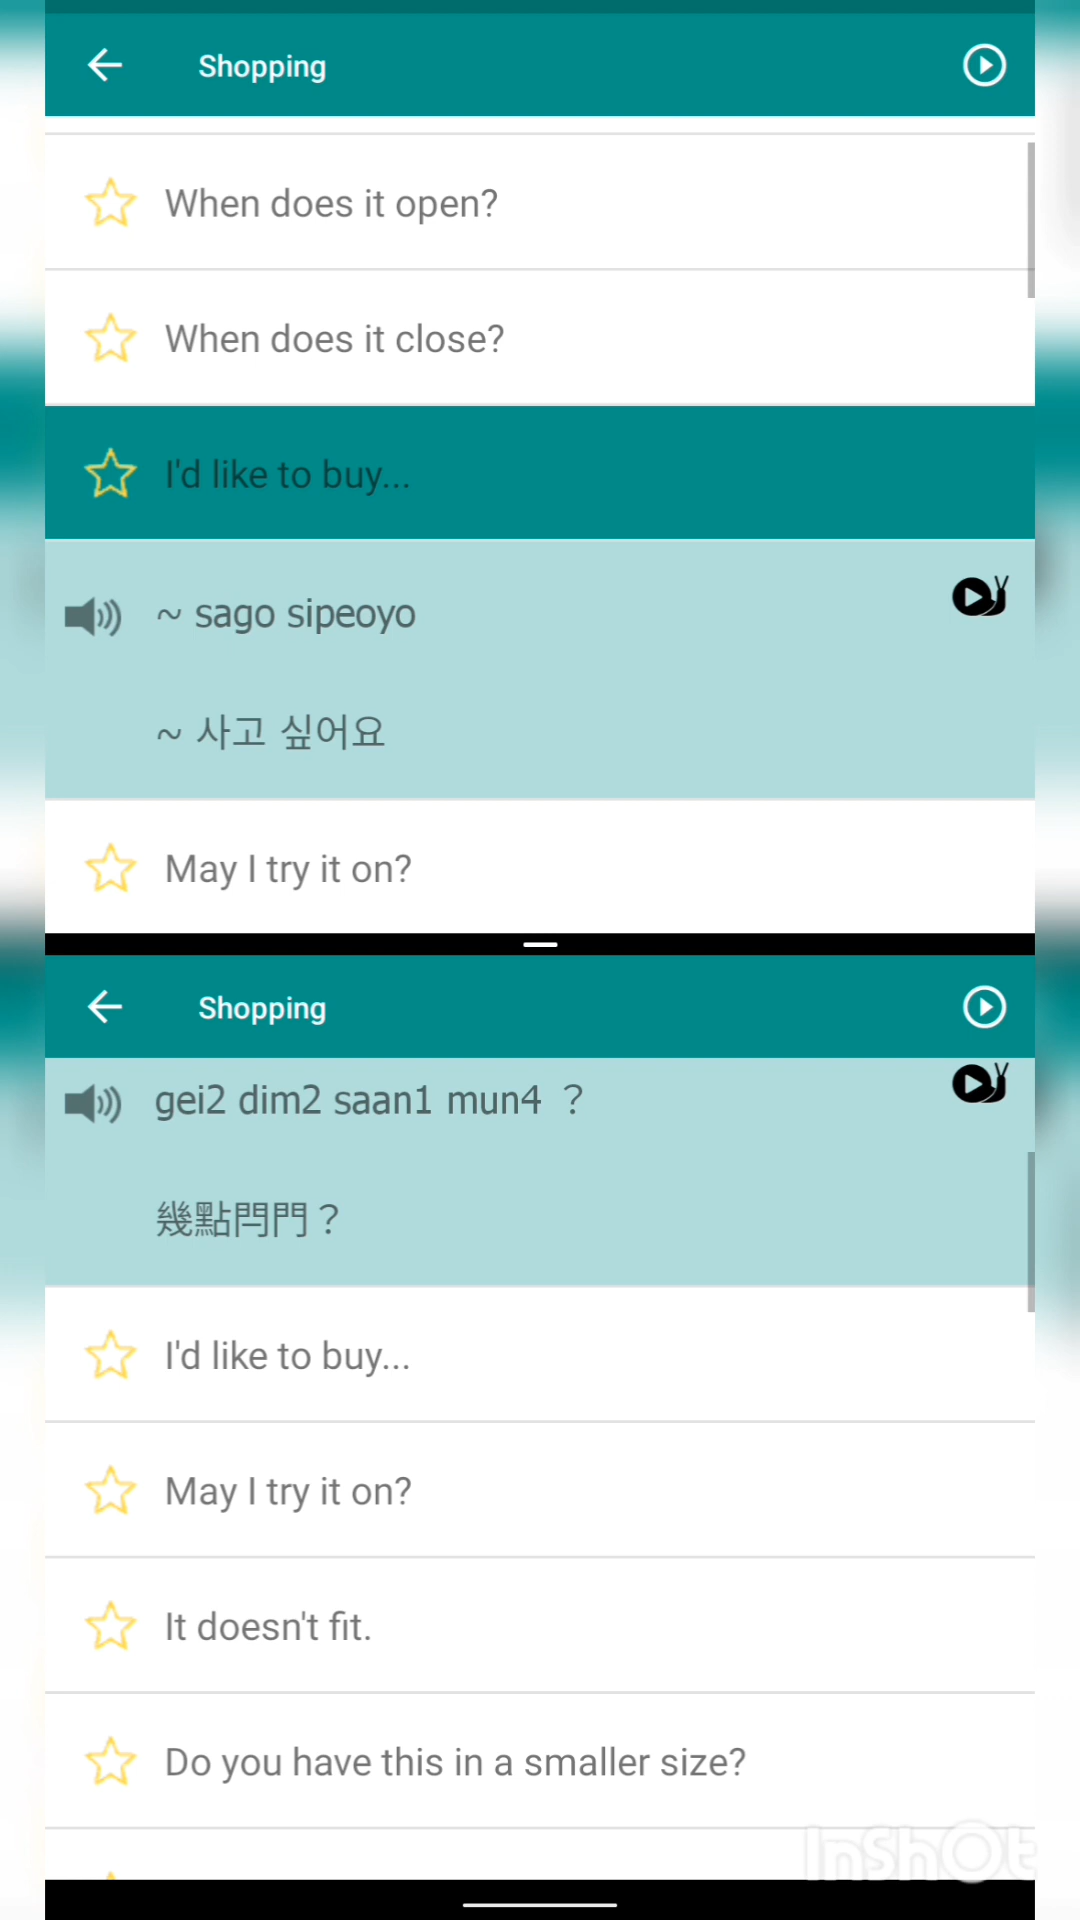 Shopping
When does it open?
When does it close?
I'd like to buy...
~ sago sipeoyo
~ 사고 싶어요
May I try it on?
Shopping
gei2 dim2 saan1 mun4 ？
幾點閂門？
I'd like to buy...
May I try it on?
It doesn't fit.
Do you have this in a smaller size?
InShOt